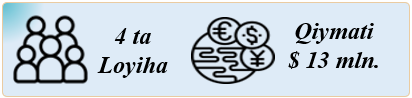 4 ta
Loyiha
€ $ ¥
Qiymati
$ 13 mln.